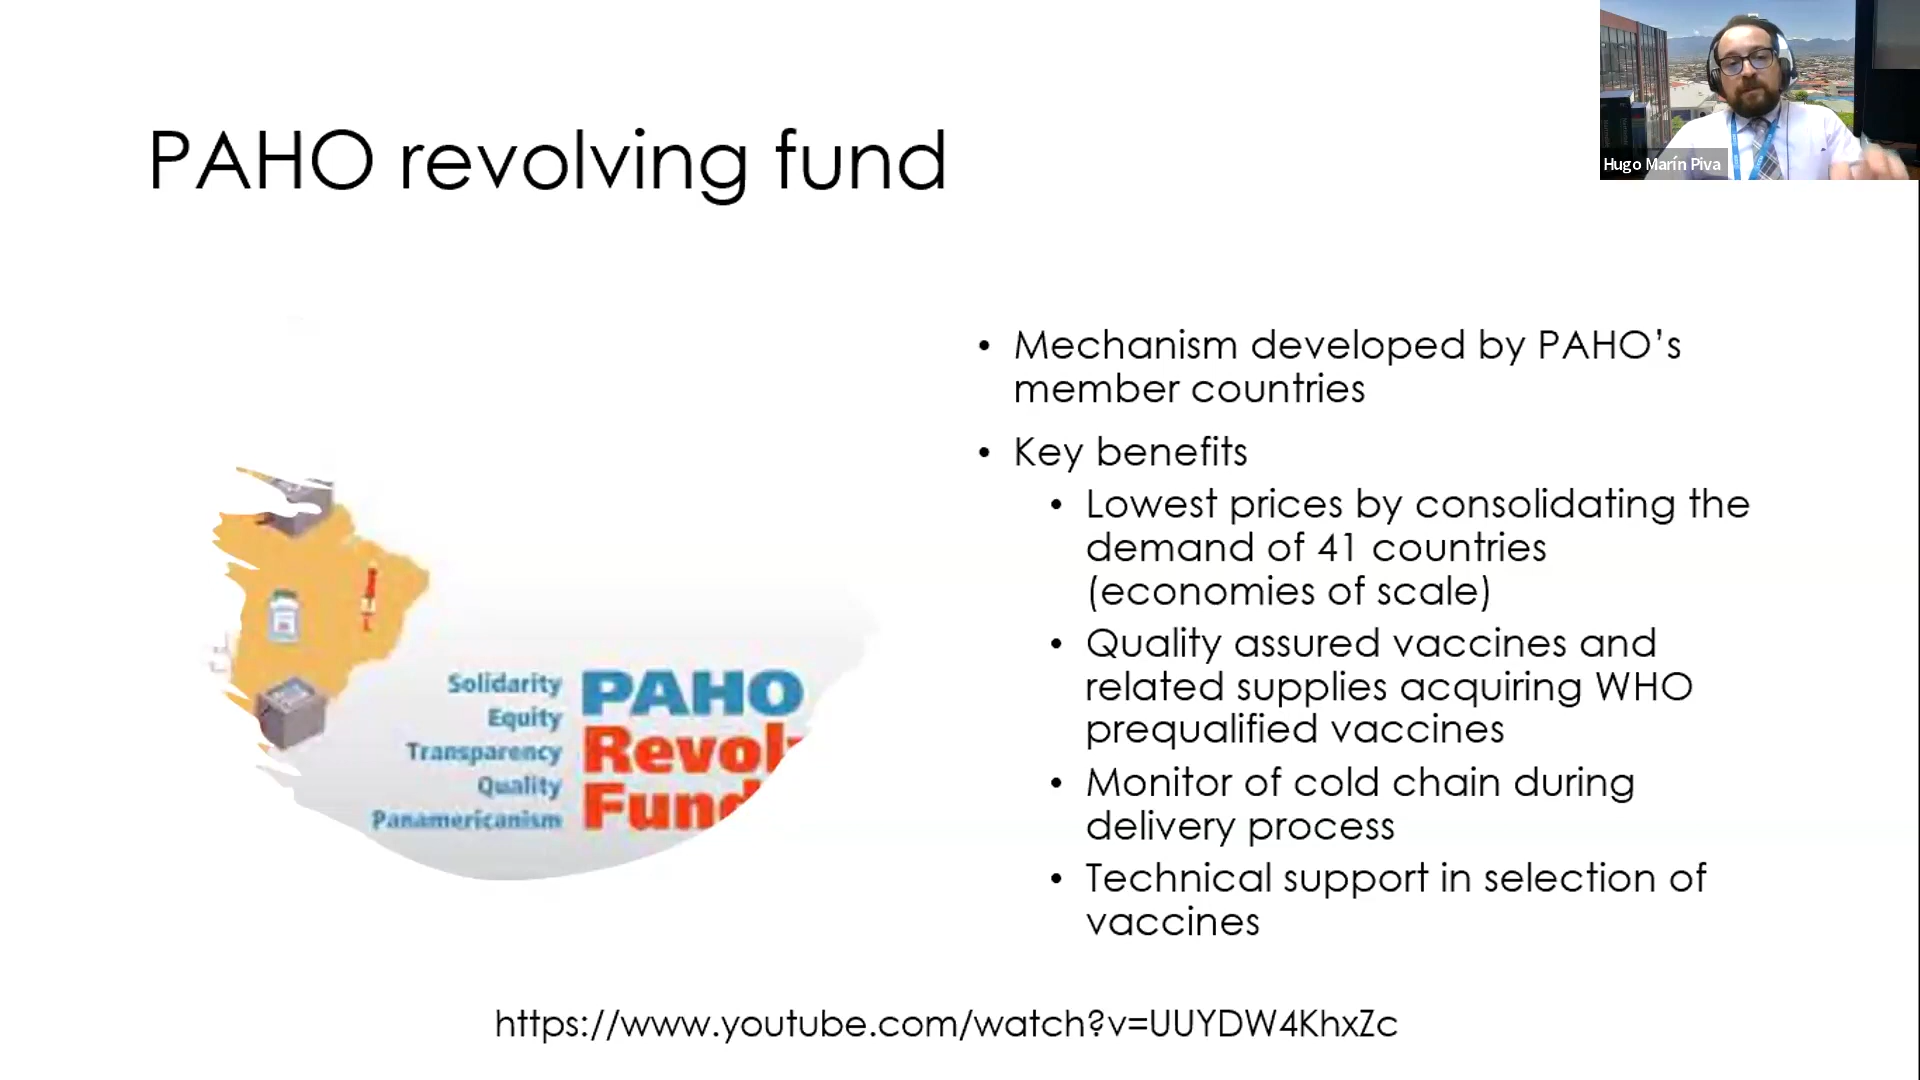 Hugo Marín Piva
PAHO revolving fund
• Mechanism developed by PAHO’s
member countries
• Key benefits
• Lowest prices by consolidating the
demand of 41 countries
(economies of scale)
• Quality assured vaccines and
related supplies acquiring WHO
prequalified vaccines
• Monitor of cold chain during
delivery process
• Technical support in selection of
vaccines
Solidarity
Equity
Transparency
Quality
Panamericanism
PAHO
Revol
Fund
https://www.youtube.com/watch?v=UUYDW4KhxZc